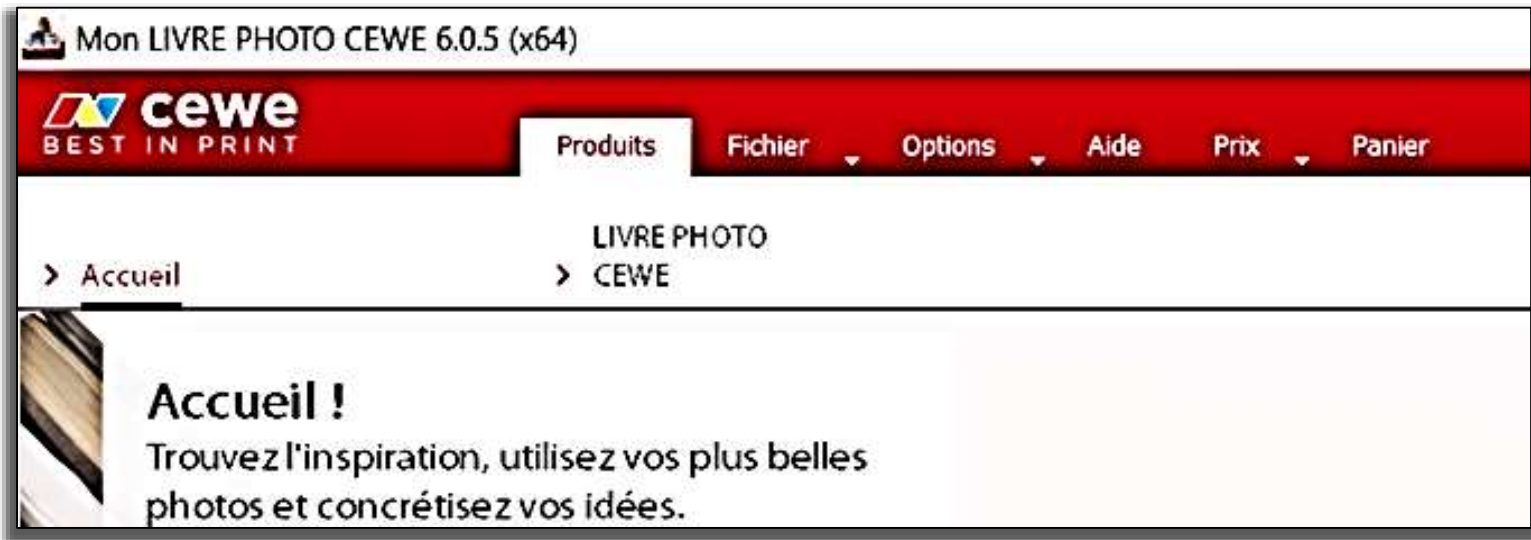 Mon LIVRE PHOTO CEWE 6.0.5 (x64)
cewe
BEST IN PRINT
Produits Fichier Options Aide Prix Panier
LIVRE PHOTO
Accueil CEWE
Accueil !
Trouvez l'inspiration, utilisez vos plus belles
photos et concrétisez vos idées.